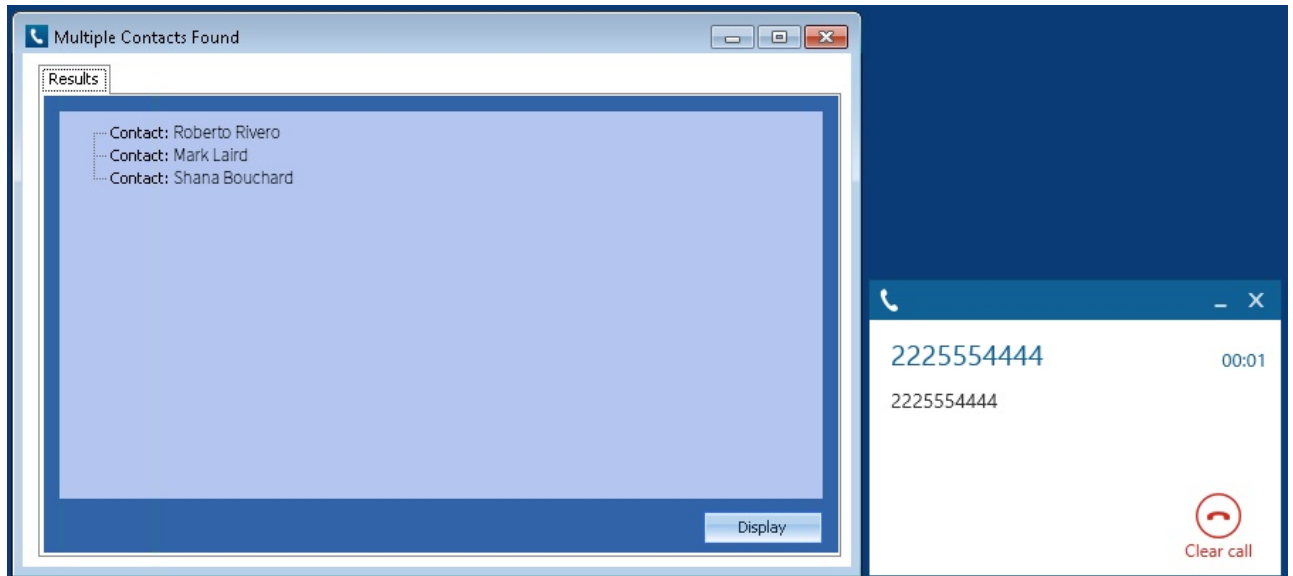 Multiple Contacts Found
Results
Contact: Roberto Rivero
Contact: Mark Laird
Contact: Shana Bouchard
Display
2225554444 00:01
2225554444
Clear call